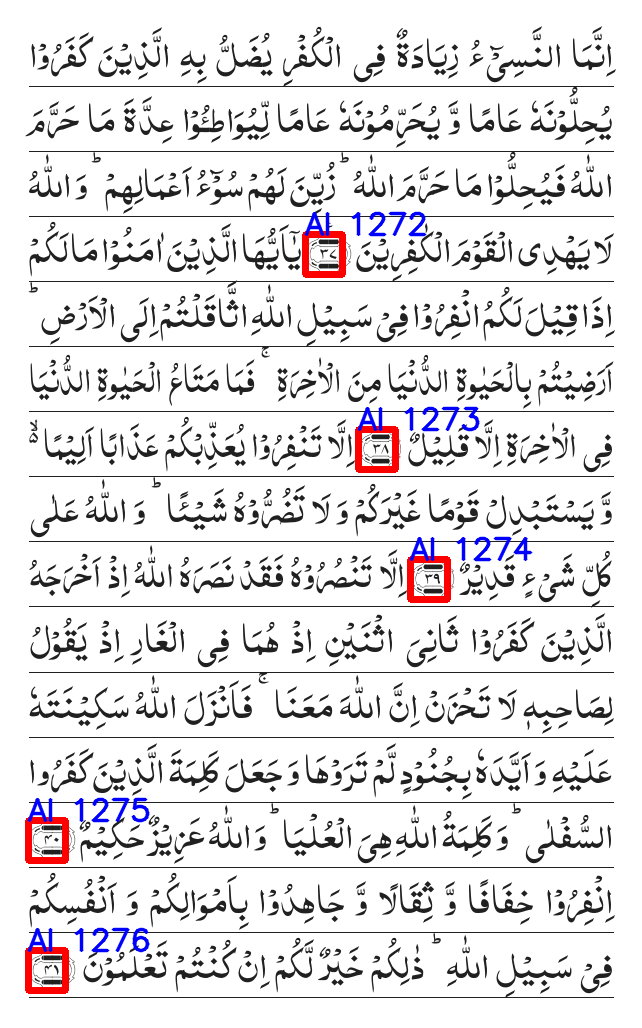 اِنَّمَا النَّسِیْٓءُ زِیَادَةٌ فِی الْكُفْرِ یُضَلُّ بِهِ الَّذِیْنَ كَفَرُوْا
یُحِلُّوْنَهٗ عَامًا وَّ یُحَرِّمُوْنَهٗ عَامًا لِّیُوَاطِـُٔوْا عِدَّةَ مَا حَرَّمَ
اللّٰهُ فَیُحِلُّوْا مَا حَرَّمَ اللّٰهُ ؕ زُیِّنَ لَهُمْ سُوْٓءُ اَعْمَالِهِمْ ؕ وَ اللّٰهُ
لَا یَهْدِی الْقَوْمَ الْكٰفِرِیْنَ ۳۷ یٰۤاَیُّهَا الَّذِیْنَ اٰمَنُوْا مَا لَكُمْ
AI 1272
اِذَا قِیْلَ لَكُمُ انْفِرُوْا فِیْ سَبِیْلِ اللّٰهِ اثَّاقَلْتُمْ اِلَی الْاَرْضِ ؕ
اَرَضِیْتُمْ بِالْحَیٰوةِ الدُّنْیَا مِنَ الْاٰخِرَةِ ۚ فَمَا مَتَاعُ الْحَیٰوةِ الدُّنْیَا
فِی الْاٰخِرَةِ اِلَّا قَلِیْلٌ ۳۸ اِلَّا تَنْفِرُوْا یُعَذِّبْكُمْ عَذَابًا اَلِیْمًا ۙ۬
AI 1273
وَّ یَسْتَبْدِلْ قَوْمًا غَیْرَكُمْ وَ لَا تَضُرُّوْهُ شَیْـًٔا ؕ وَ اللّٰهُ عَلٰی
كُلِّ شَیْءٍ قَدِیْرٌ ۳۹ اِلَّا تَنْصُرُوْهُ فَقَدْ نَصَرَهُ اللّٰهُ اِذْ اَخْرَجَهُ
AI 1274
الَّذِیْنَ كَفَرُوْا ثَانِیَ اثْنَیْنِ اِذْ هُمَا فِی الْغَارِ اِذْ یَقُوْلُ
لِصَاحِبِهٖ لَا تَحْزَنْ اِنَّ اللّٰهَ مَعَنَا ۚ فَاَنْزَلَ اللّٰهُ سَكِیْنَتَهٗ
عَلَیْهِ وَ اَیَّدَهٗ بِجُنُوْدٍ لَّمْ تَرَوْهَا وَ جَعَلَ كَلِمَةَ الَّذِیْنَ كَفَرُوا
السُّفْلٰی ؕ وَ كَلِمَةُ اللّٰهِ هِیَ الْعُلْیَا ؕ وَ اللّٰهُ عَزِیْزٌ حَكِیْمٌ ۴۰
AI 1275
اِنْفِرُوْا خِفَافًا وَّ ثِقَالًا وَّ جَاهِدُوْا بِاَمْوَالِكُمْ وَ اَنْفُسِكُمْ
فِیْ سَبِیْلِ اللّٰهِ ؕ ذٰلِكُمْ خَیْرٌ لَّكُمْ اِنْ كُنْتُمْ تَعْلَمُوْنَ ۴۱
AI 1276